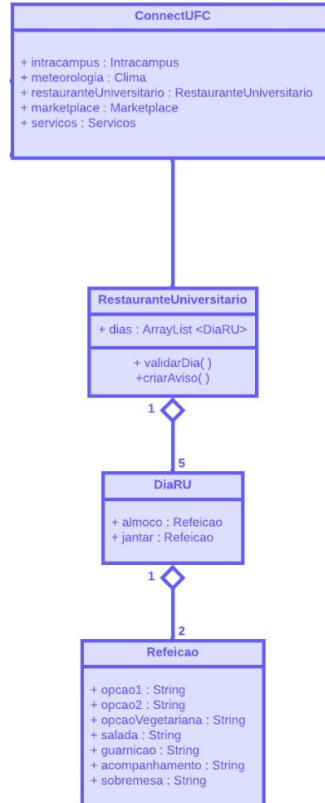 ConnectUFC
+ intracampus : Intracampus
+ meteorologia : Clima
+ restauranteUniversitario : RestauranteUniversitario
+ marketplace : Marketplace
+ servicos : Servicos
RestauranteUniversitario
+ dias : ArrayList <DiaRU>
+ validarDia( )
+criarAviso( )
1
5
DiaRU
+ almoco : Refeicao
+ jantar : Refeicao
1
2
Refeicao
+ opcao1 : String
+ opcao2 : String
+ opcaoVegetariana : String
+ salada : String
+ guarnicao : String
+ acompanhamento : String
+ sobremesa : String